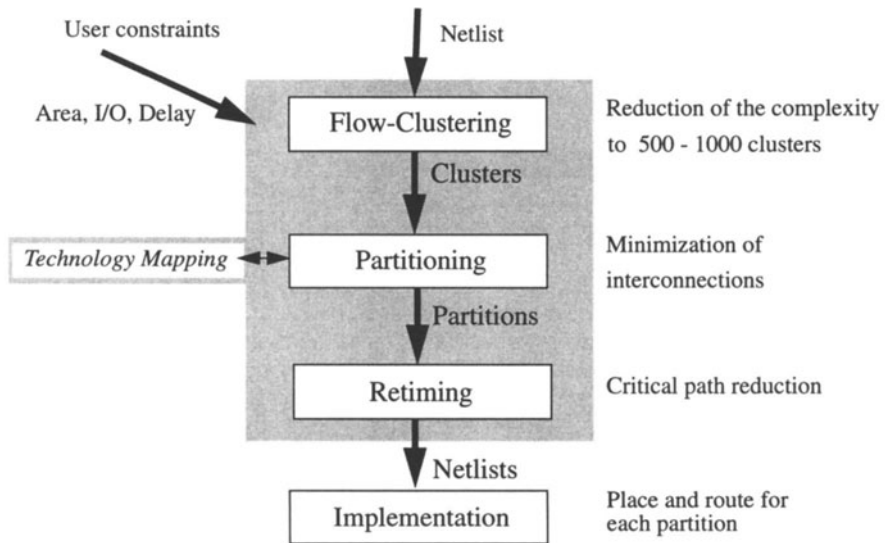 User constraints
Netlist
Area, I/O, Delay
Flow-Clustering
Reduction of the complexity
to 500 - 1000 clusters
Clusters
Technology Mapping
Partitioning
Minimization of
interconnections
Partitions
Retiming
Critical path reduction
Netlists
Implementation
Place and route for
each partition